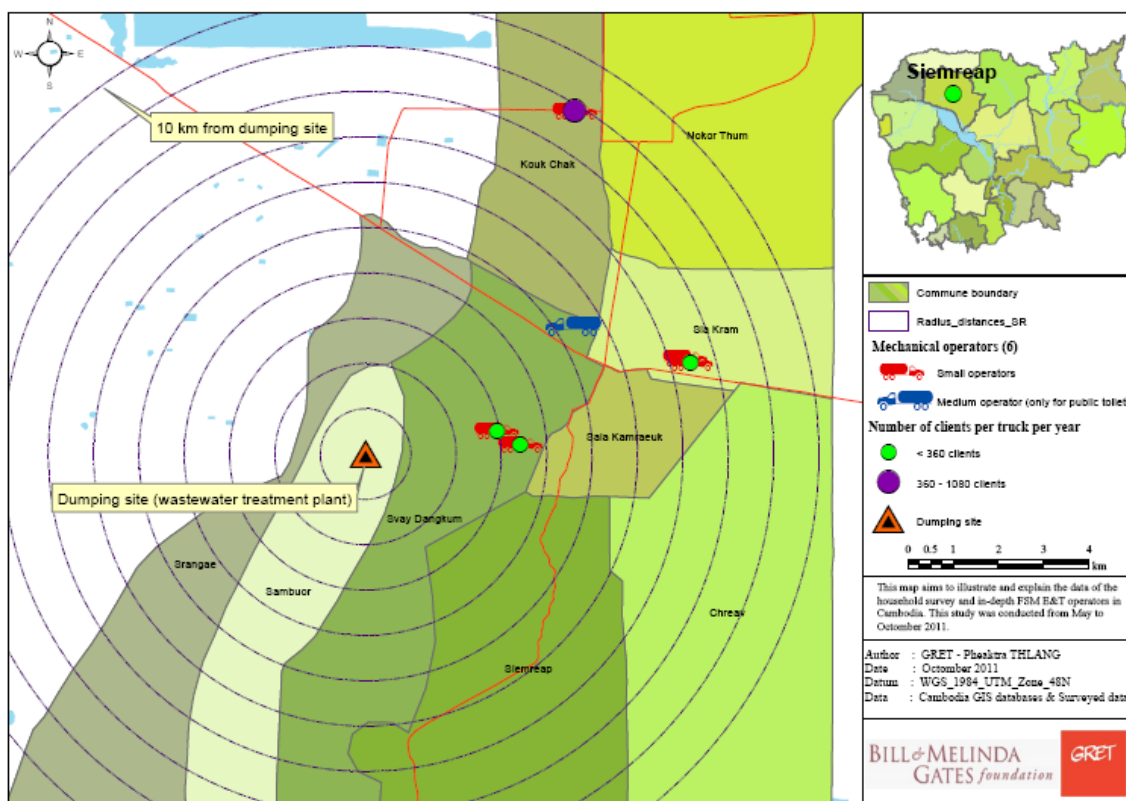 N
W
E
S
10 km from dumping site
Kouk Chak
Nokor Thum
Sla Kram
Sala Kamraeuk
Dumping site (wastewater treatment plant)
Svay Dangkum
Srangae
Sambuor
Chreav
Siemreap
Siemreap
Commune boundary
Radius_distances_SR
Mechanical operators (6)
Small operators
Medium operator (only for public toilet
Number of clients per truck per year
< 360 clients
360 - 1080 clients
Dumping site
0 0.5 1 2 3 4
km
This map aims to illustrate and explain the data of the
household survey and in-depth FSM E&T operators in
Cambodia. This study was conducted from May to
Octomber 2011.
Author : GRET - Pheaktra THLANG
Date : Octomber 2011
Datum : WGS_1984_UTM_Zone_48N
Data : Cambodia GIS databases & Surveyed data
BILL & MELINDA
GATES foundation
GRET